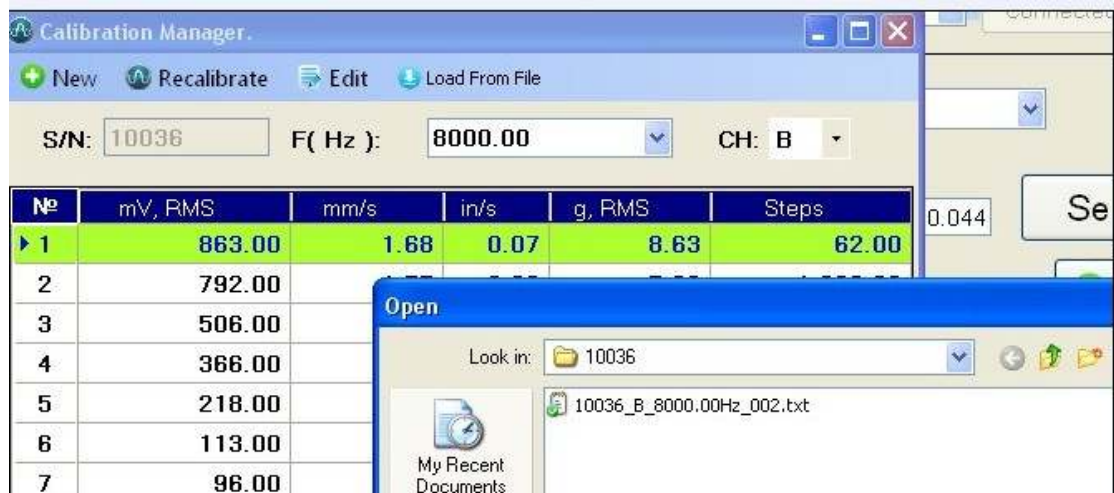 Calibration Manager.
New Recalibrate Edit Load From File
S/N: 10036 F( Hz ): 8000.00 CH: B
№ mV, RMS mm/s in/s g, RMS Steps
1 863.00 1.68 0.07 8.63 62.00
2 792.00
3 506.00
4 366.00
5 218.00
6 113.00
7 96.00
0.044 Se
Open
Look in: 10036
10036_B_8000.00Hz_002.txt
My Recent
Documents